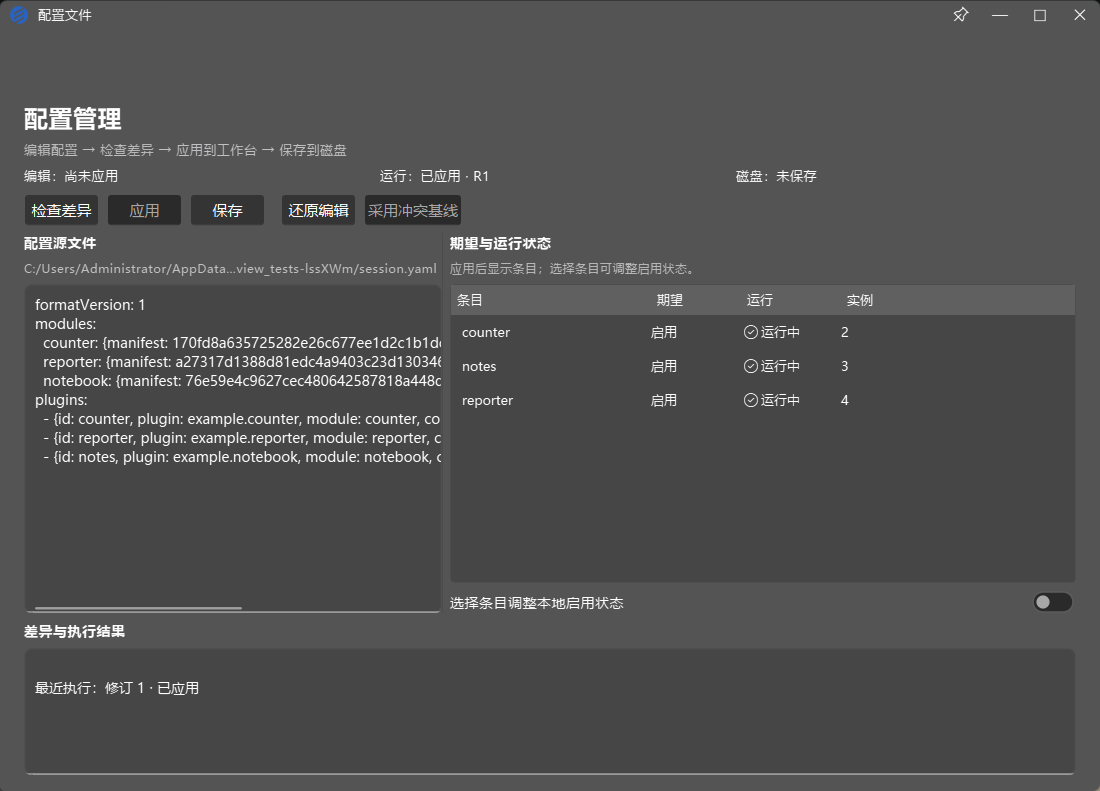 配置文件
配置管理
编辑配置 → 检查差异 → 应用到工作台 → 保存到磁盘
编辑：尚未应用 运行：已应用 · R1 磁盘：未保存
检查差异 应用 保存 还原编辑 采用冲突基线
配置源文件
C:/Users/Administrator/AppData...view_tests-lssXWm/session.yaml
formatVersion: 1
modules:
counter: {manifest: 170fd8a635725282e26c677ee1d2c1b1d
reporter: {manifest: a27317d1388d81edc4a9403c23d130346
notebook: {manifest: 76e59e4c9627cec480642587818a448c
plugins:
- {id: counter, plugin: example.counter, module: counter, co
- {id: reporter, plugin: example.reporter, module: reporter, c
- {id: notes, plugin: example.notebook, module: notebook, c
期望与运行状态
应用后显示条目；选择条目可调整启用状态。
条目 期望 运行 实例
counter 启用 运行中 2
notes 启用 运行中 3
reporter 启用 运行中 4
选择条目调整本地启用状态
差异与执行结果
最近执行：修订 1 · 已应用